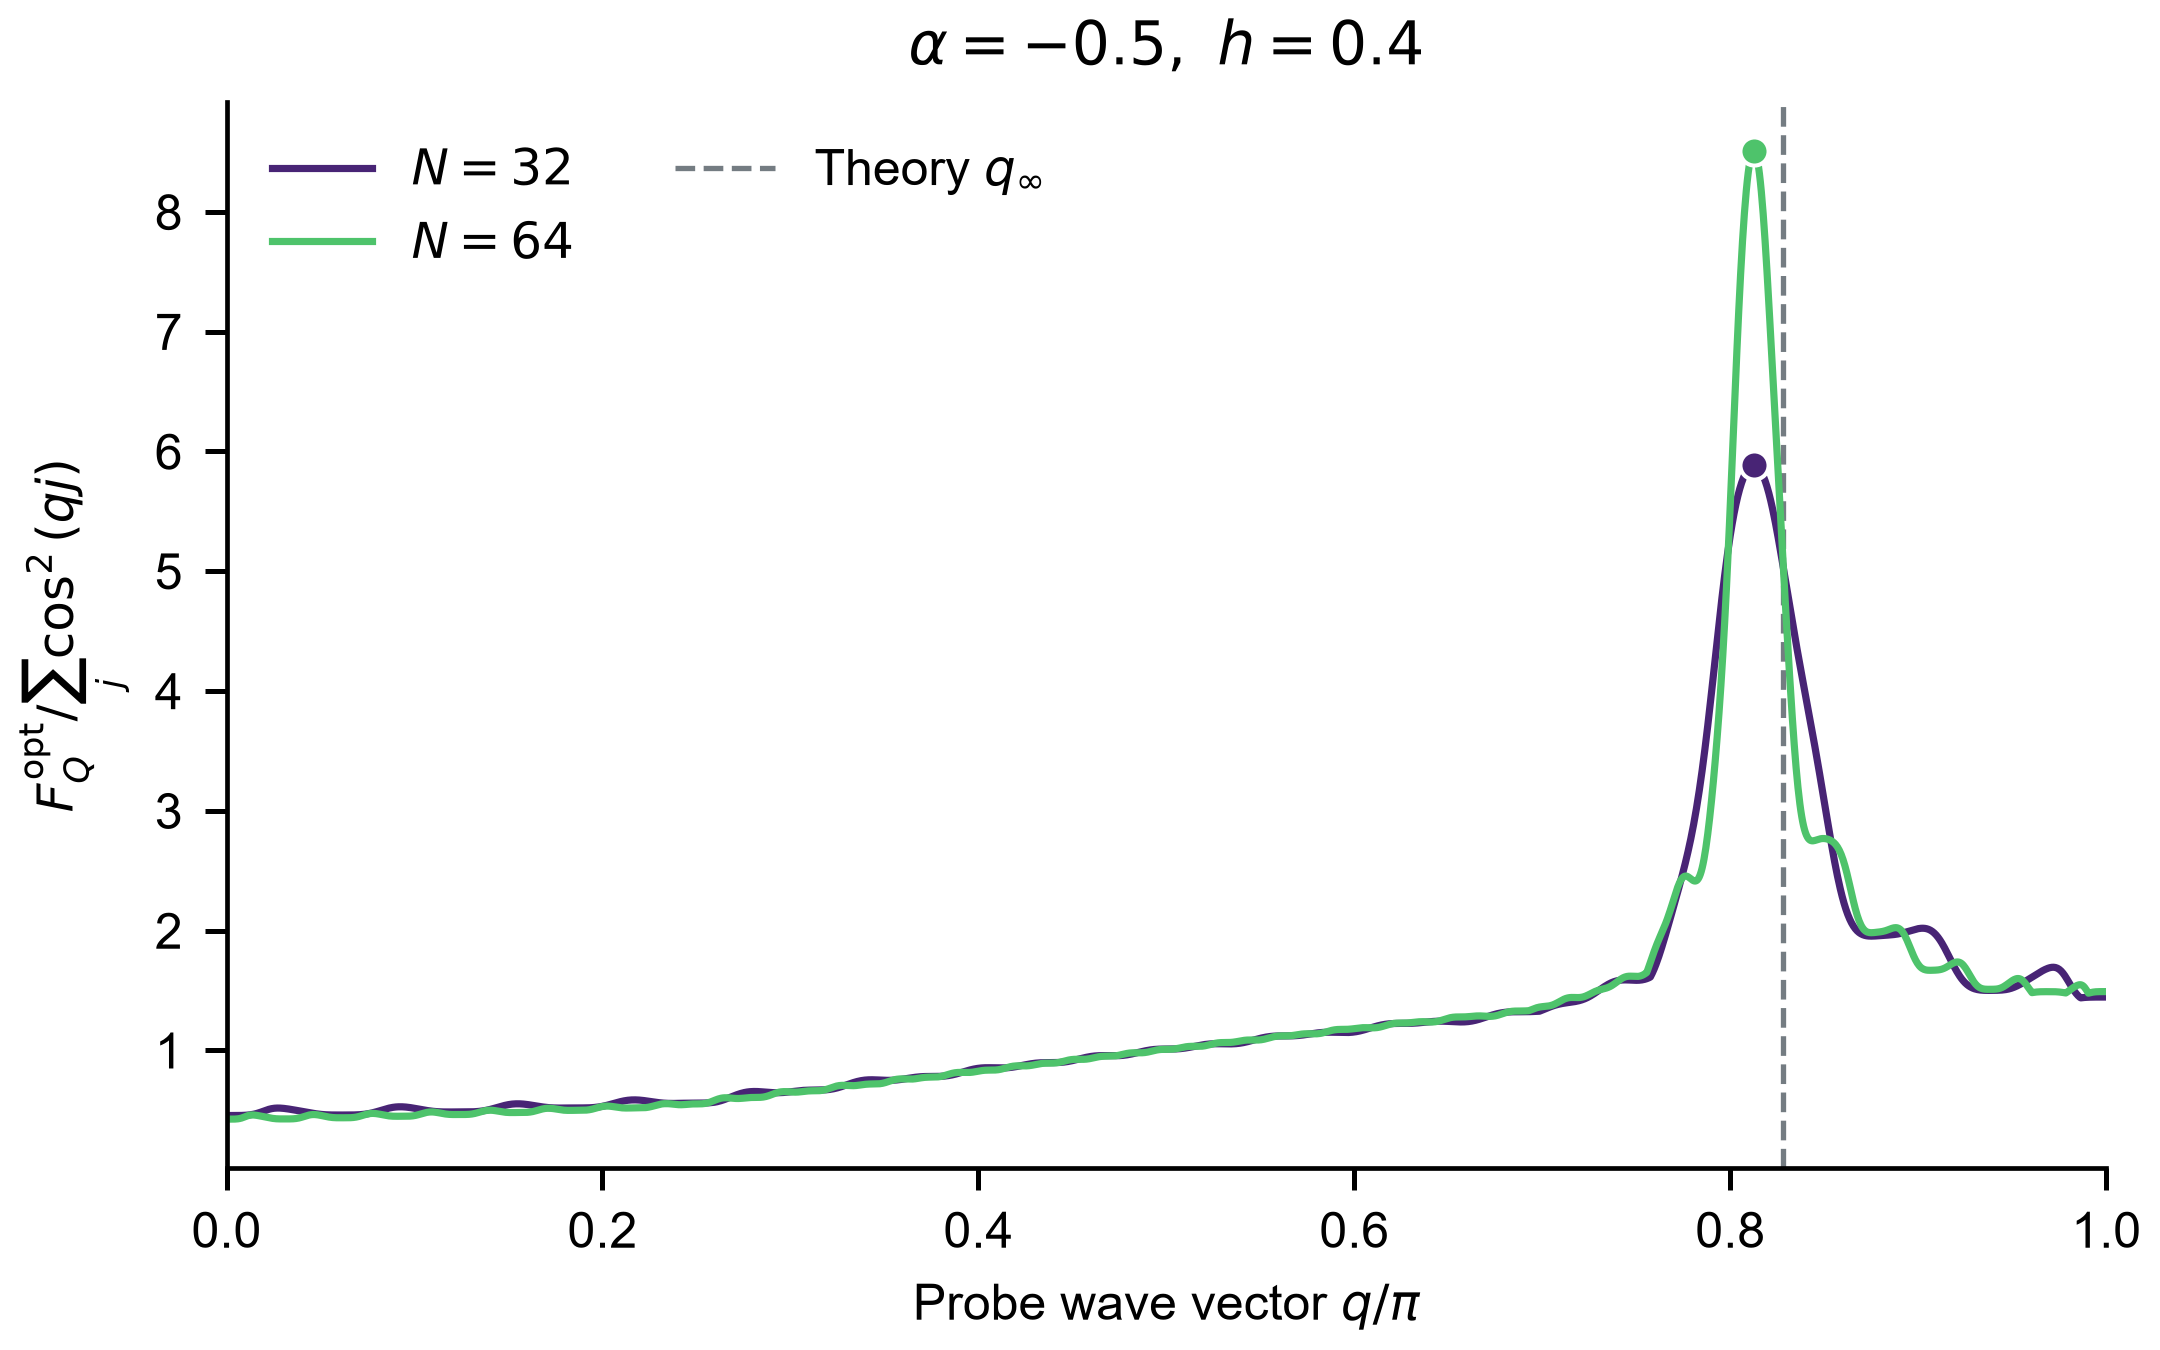 α = −0.5, h = 0.4
N = 32
N = 64
Theory q∞
8
7
6
5
4
3
2
1
F_Q^opt/∑_j cos² (qj)
0.0 0.2 0.4 0.6 0.8 1.0
Probe wave vector q/π